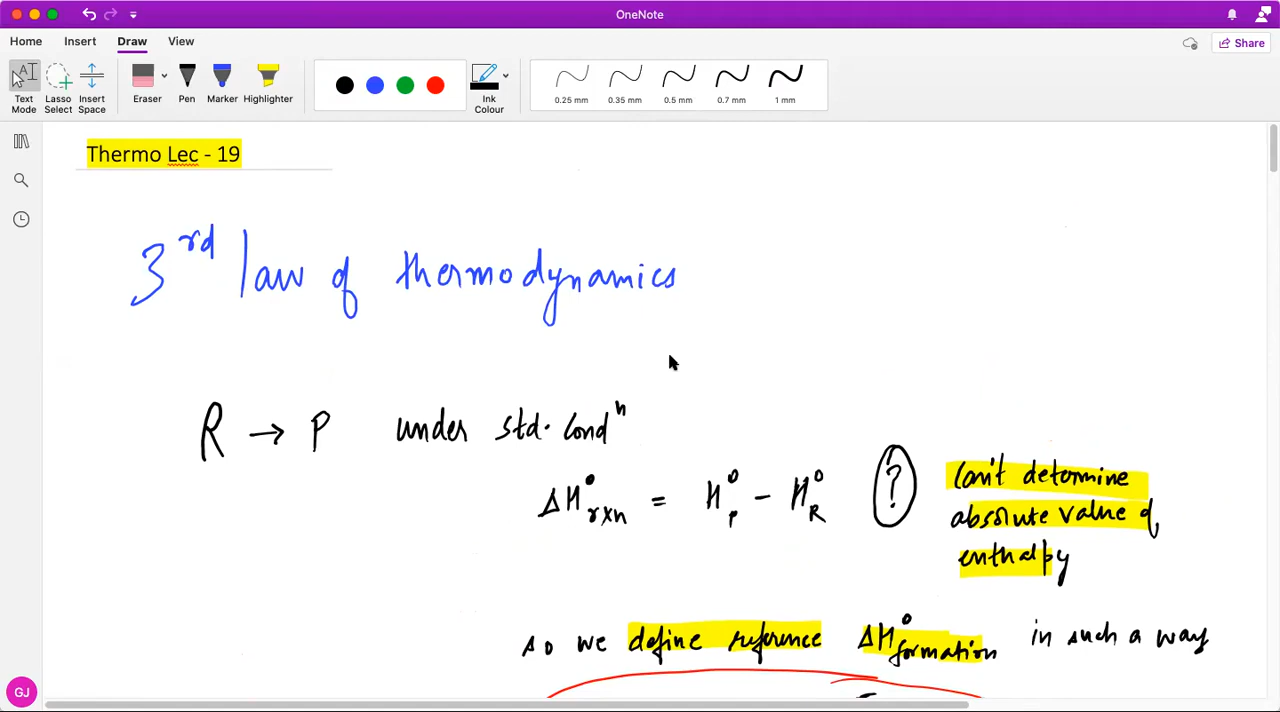 OneNote
Home Insert Draw View
Share
Text Mode
Lasso Select
Insert Space
Eraser
Pen
Marker
Highlighter
Ink Colour
0.25 mm
0.35 mm
0.5 mm
0.7 mm
1 mm
Thermo Lec - 19
3rd law of thermodynamics
R → P under std. condⁿ
ΔH°rxn = H°P - H°R ? can't determine
absolute value of
enthalpy
so we define reference ΔH°formation in such a way
GJ